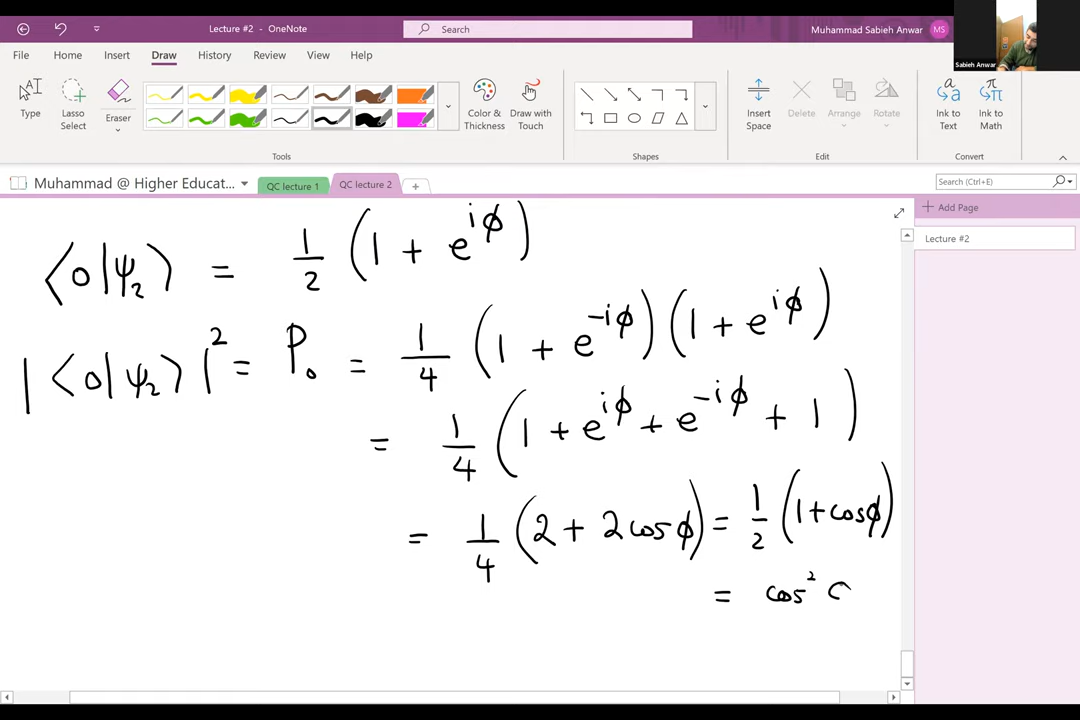 Lecture #2 - OneNote
Search
Muhammad Sabieh Anwar MS
Sabieh Anwar
File Home Insert Draw History Review View Help
Type
Lasso Select
Eraser
Color & Thickness
Draw with Touch
Insert Space
Delete
Arrange
Rotate
Ink to Text
Ink to Math
Tools Shapes Edit Convert
Muhammad @ Higher Educat...
QC lecture 1
QC lecture 2
Search (Ctrl+E)
Add Page
Lecture #2
⟨0|ψ₂⟩ = 1/2 (1 + e^{iϕ})
|⟨0|ψ₂⟩|² = P₀ = 1/4 (1 + e^{-iϕ})(1 + e^{iϕ})
= 1/4 (1 + e^{iϕ} + e^{-iϕ} + 1)
= 1/4 (2 + 2cosϕ) = 1/2 (1+cosϕ)
= cos²